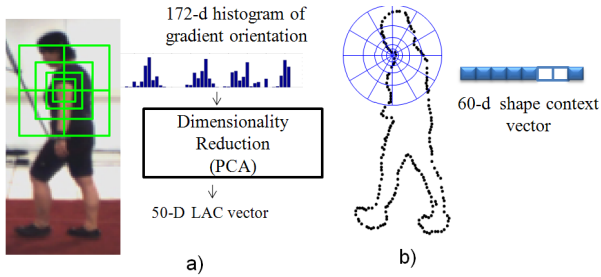 172-d histogram of
gradient orientation
Dimensionality
Reduction
(PCA)
50-D LAC vector
a)
60-d shape context
vector
b)